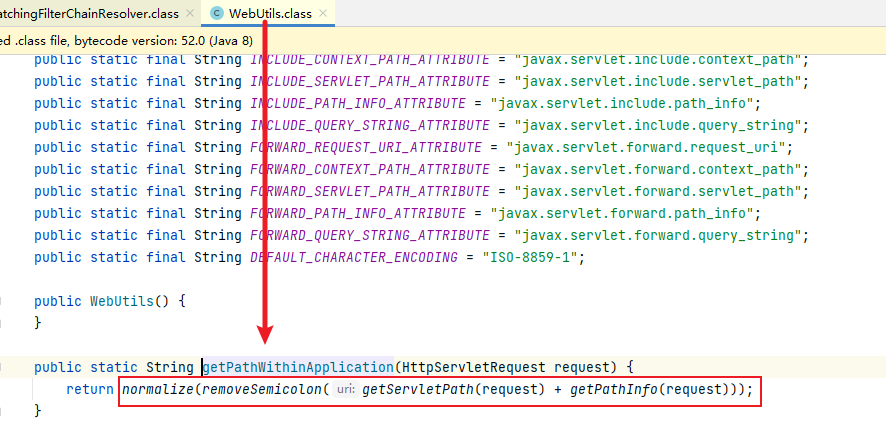 atchingFilterChainResolver.class WebUtils.class
ed .class file, bytecode version: 52.0 (Java 8)
public static final String INCLUDE_CONTEXT_PATH_ATTRIBUTE = "javax.servlet.include.context_path";
public static final String INCLUDE_SERVLET_PATH_ATTRIBUTE = "javax.servlet.include.servlet_path";
public static final String INCLUDE_PATH_INFO_ATTRIBUTE = "javax.servlet.include.path_info";
public static final String INCLUDE_QUERY_STRING_ATTRIBUTE = "javax.servlet.include.query_string";
public static final String FORWARD_REQUEST_URI_ATTRIBUTE = "javax.servlet.forward.request_uri";
public static final String FORWARD_CONTEXT_PATH_ATTRIBUTE = "javax.servlet.forward.context_path";
public static final String FORWARD_SERVLET_PATH_ATTRIBUTE = "javax.servlet.forward.servlet_path";
public static final String FORWARD_PATH_INFO_ATTRIBUTE = "javax.servlet.forward.path_info";
public static final String FORWARD_QUERY_STRING_ATTRIBUTE = "javax.servlet.forward.query_string";
public static final String DEFAULT_CHARACTER_ENCODING = "ISO-8859-1";
public WebUtils() {
}
public static String getPathWithinApplication(HttpServletRequest request) {
return normalize(removeSemicolon( uri: getServletPath(request) + getPathInfo(request)));
}